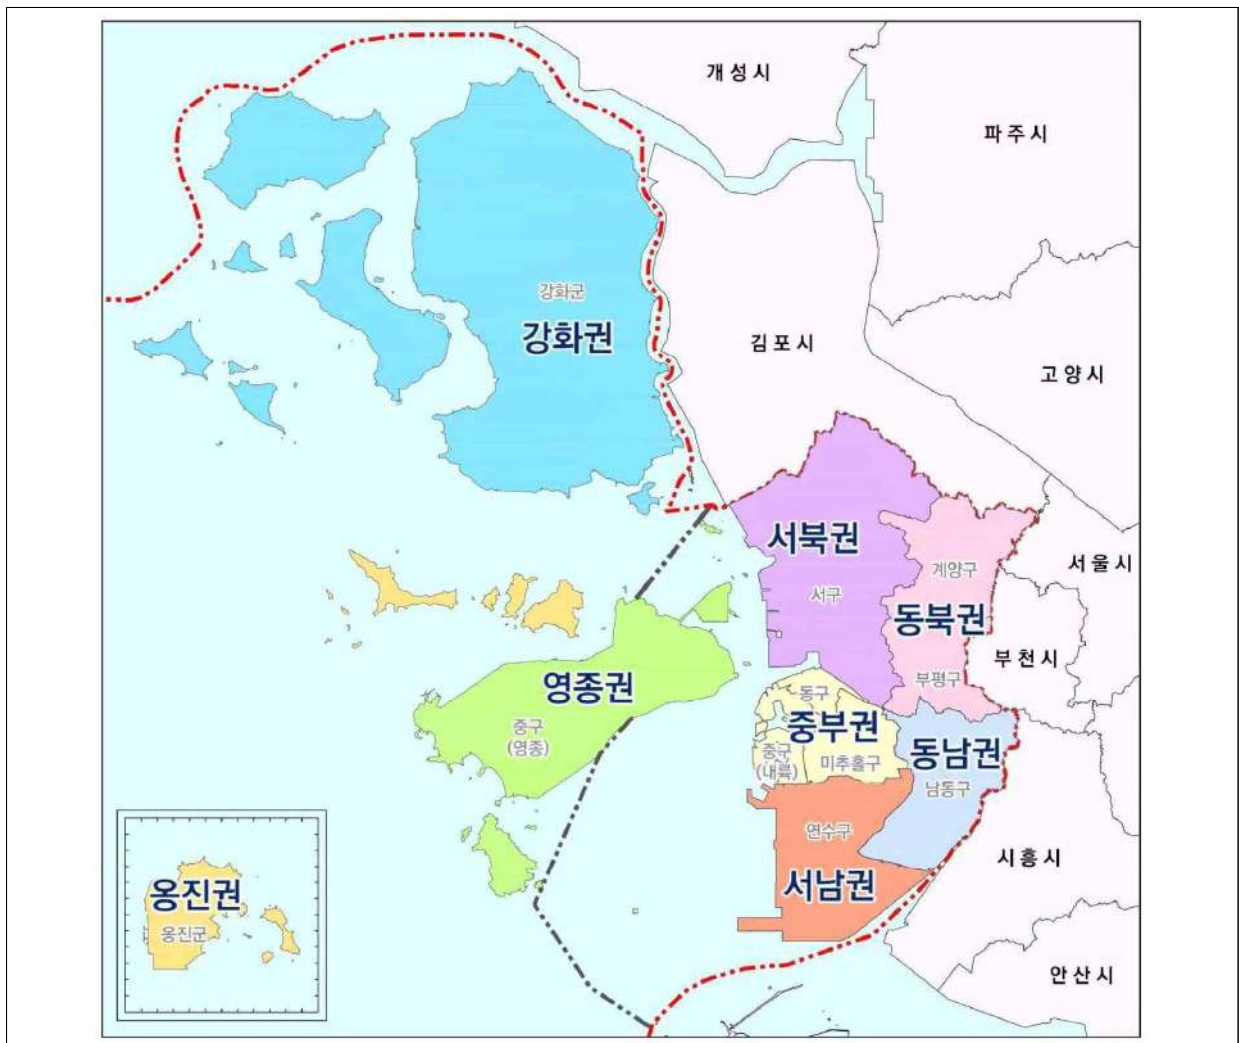 개성시
파주시
강화군
강화권
김포시
고양시
서북권
서구
계양구
동북권
서울시
부천시
부평구
영종권
중구
(영종)
동구
중부권
중구
(내륙)
미추홀구
동남권
남동구
연수구
서남권
시흥시
안산시
옹진권
옹진군